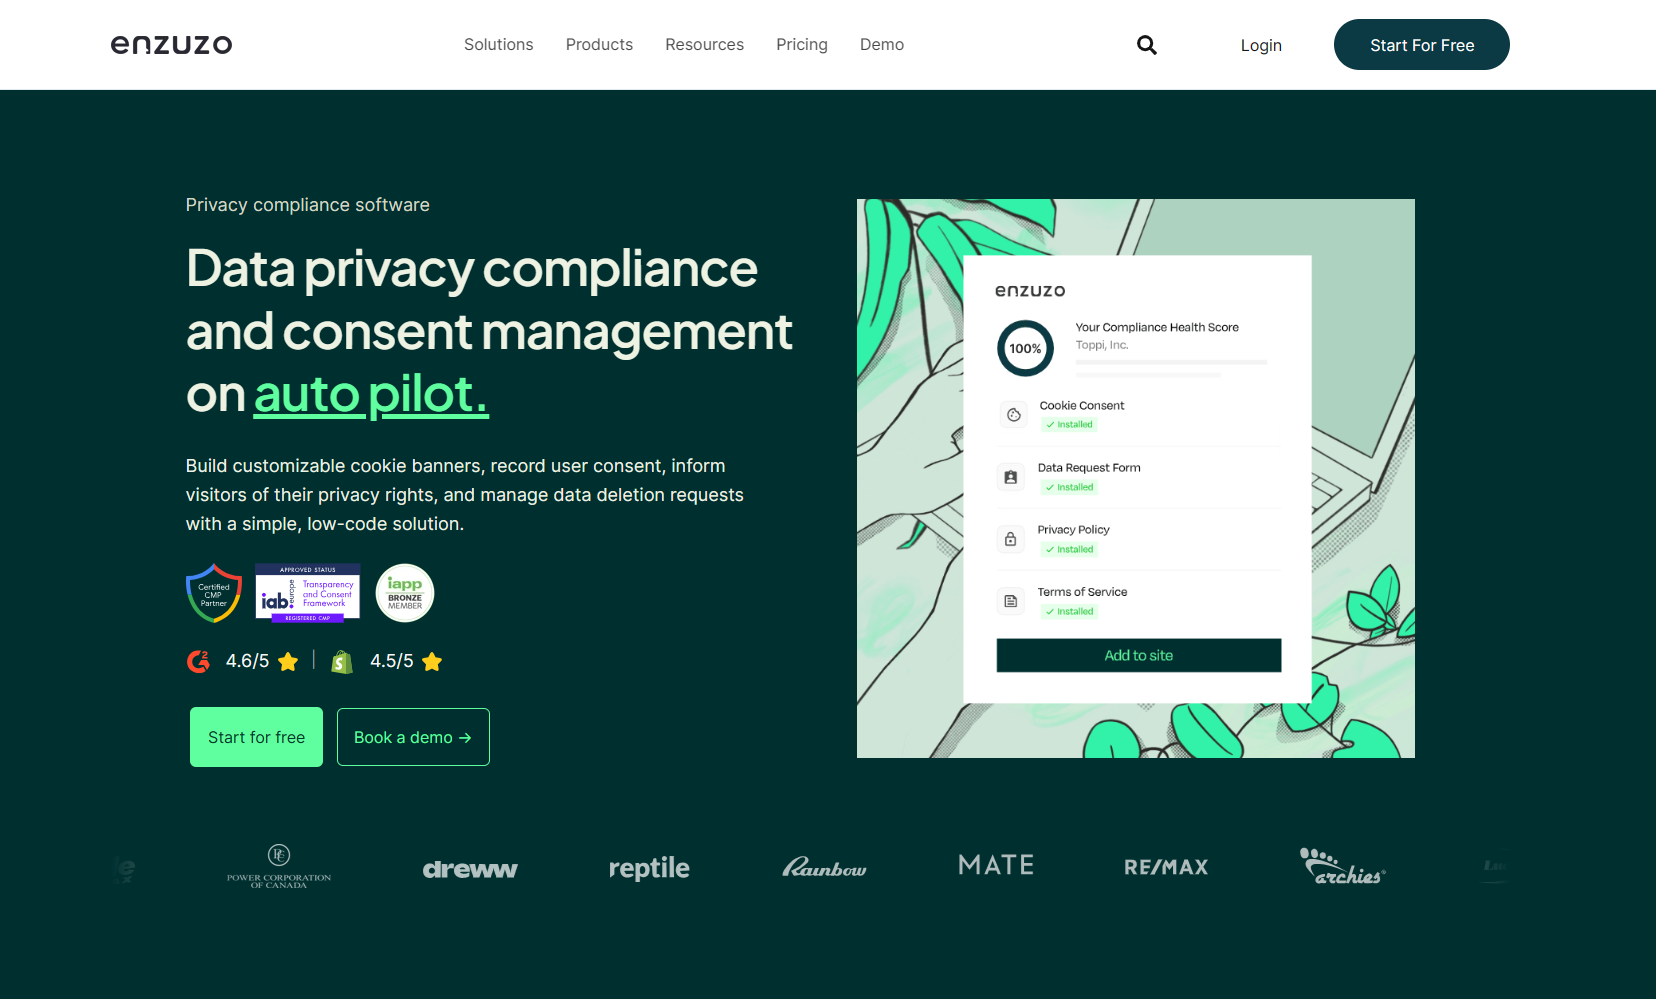 enzuzo
Solutions
Products
Resources
Pricing
Demo
Login
Start For Free
Privacy compliance software
Data privacy compliance
and consent management
on auto pilot.
Build customizable cookie banners, record user consent, inform
visitors of their privacy rights, and manage data deletion requests
with a simple, low-code solution.
Certified
CMP
Partner
APPROVED STATUS
iab:europe
Transparency
and Consent
Framework
REGISTERED CMP
iapp
BRONZE
MEMBER
4.6/5
4.5/5
Start for free
Book a demo →
enzuzo
100%
Your Compliance Health Score
Toppi, Inc.
Cookie Consent
✓ Installed
Data Request Form
✓ Installed
Privacy Policy
✓ Installed
Terms of Service
✓ Installed
Add to site
POWER CORPORATION
OF CANADA
dreww
reptile
Rainbow
MATE
RE/MAX
archies®